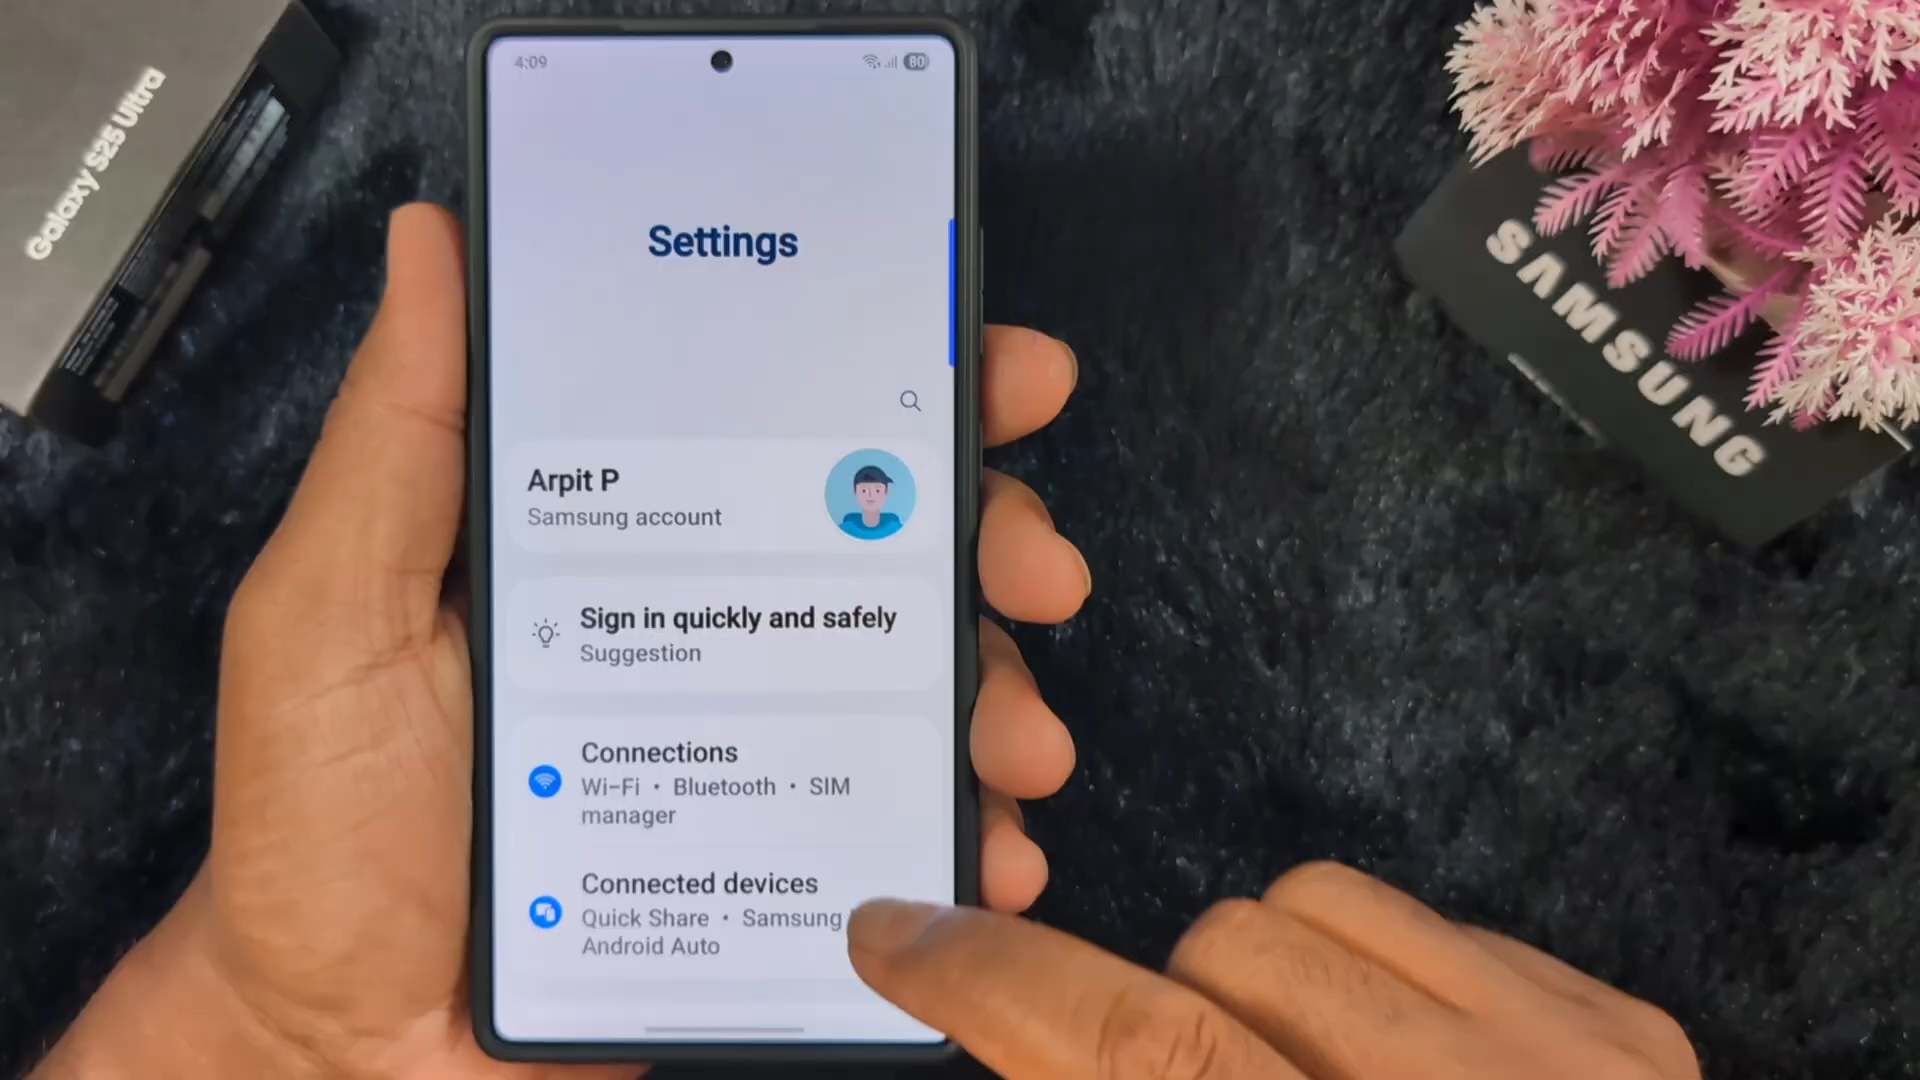 Galaxy S25 Ultra
4:09
80
Settings
Arpit P
Samsung account
Sign in quickly and safely
Suggestion
Connections
Wi-Fi • Bluetooth • SIM
manager
Connected devices
Quick Share • Samsung
Android Auto
SAMSUNG